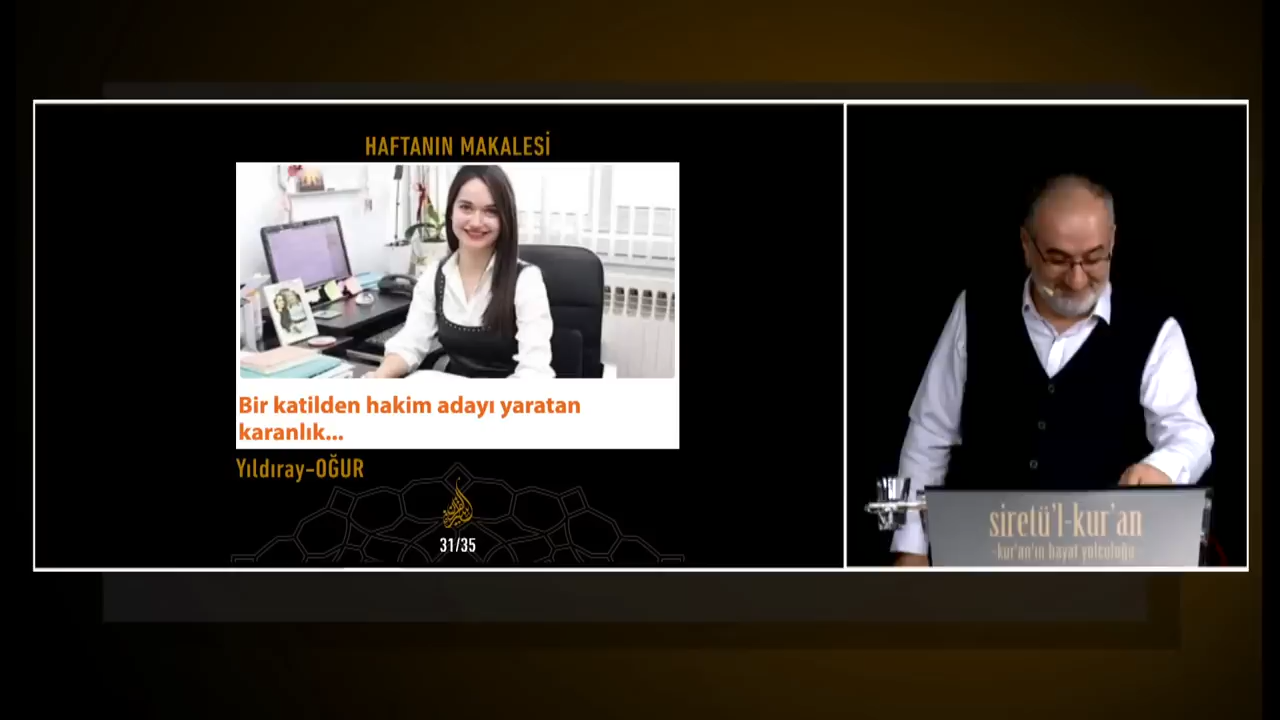 HAFTANIN MAKALESİ
Bir katilden hakim adayı yaratan
karanlık...
Yıldıray-OĞUR
31/35
siretü'l-kur'an
-kur'an'ın hayat yolculuğu-